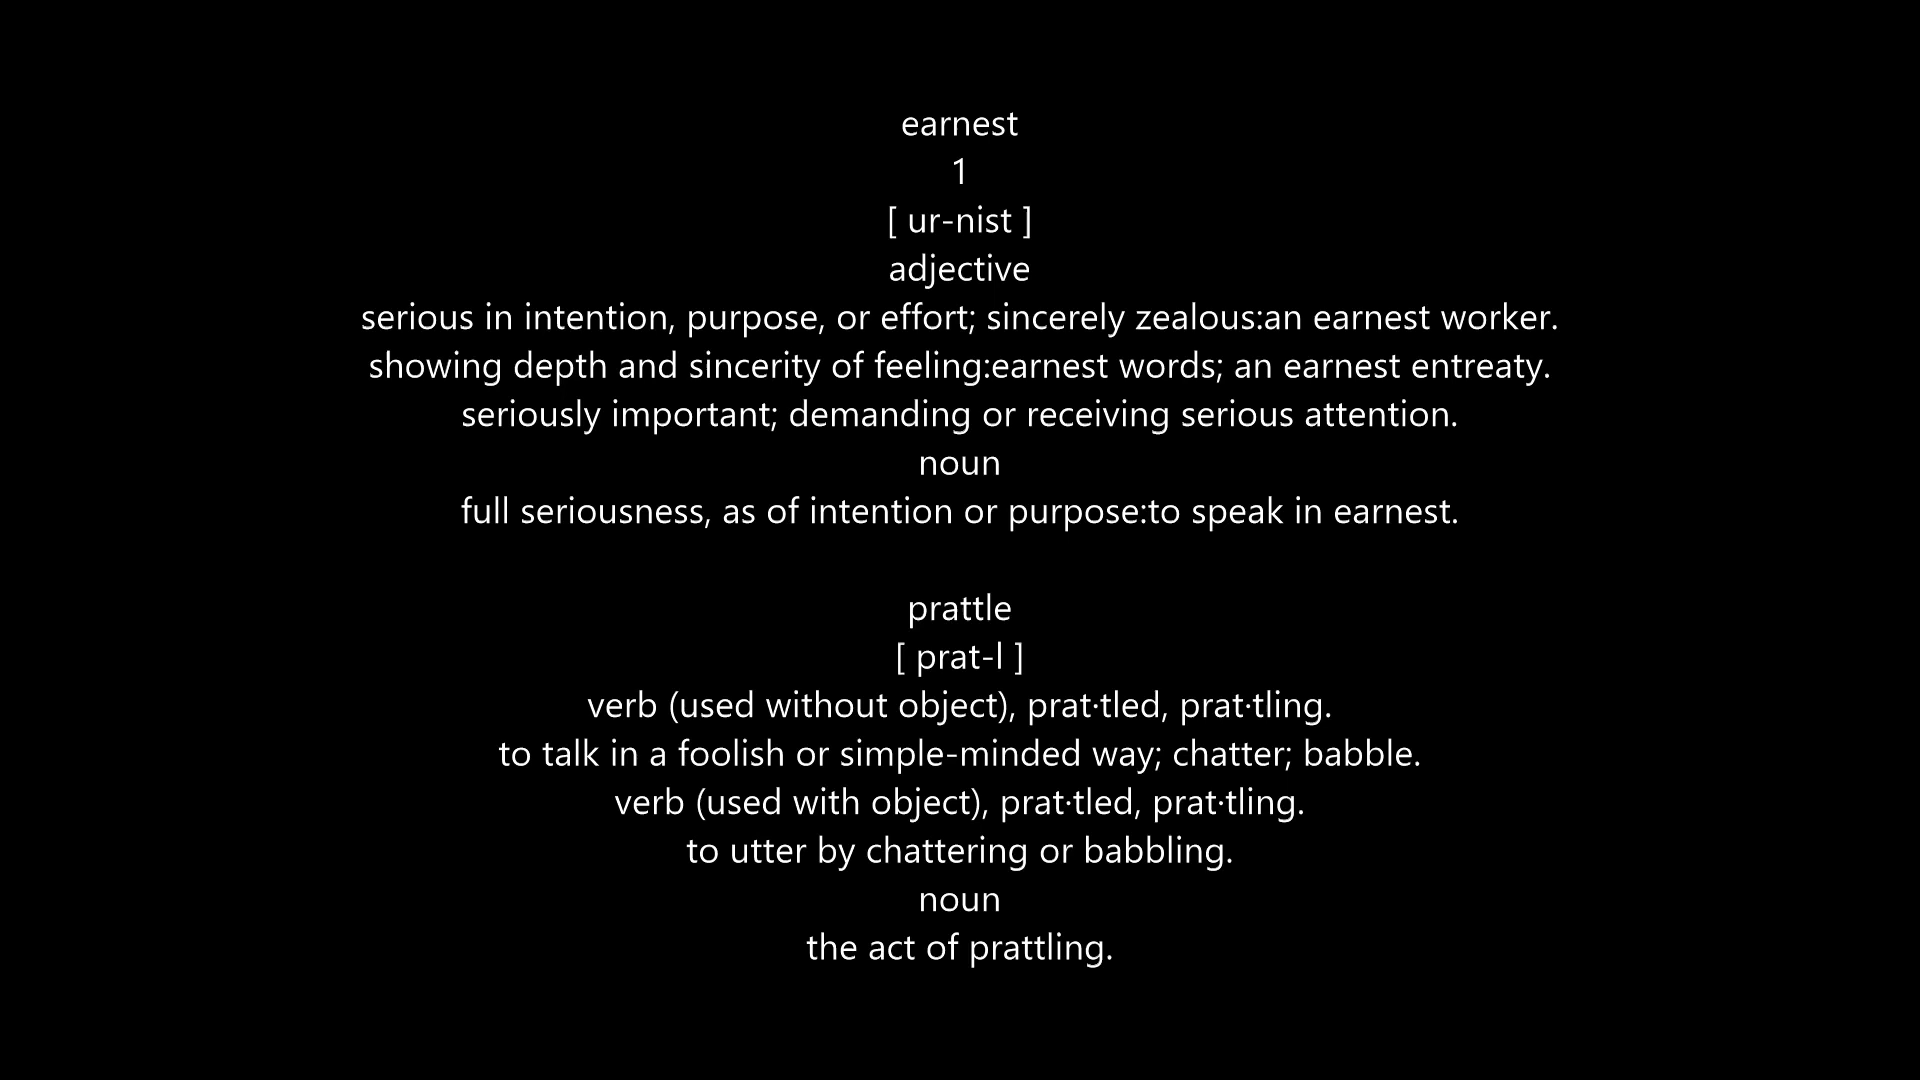 earnest
1
[ ur-nist ]
adjective
serious in intention, purpose, or effort; sincerely zealous:an earnest worker.
showing depth and sincerity of feeling:earnest words; an earnest entreaty.
seriously important; demanding or receiving serious attention.
noun
full seriousness, as of intention or purpose:to speak in earnest.
prattle
[ prat-l ]
verb (used without object), prat·tled, prat·tling.
to talk in a foolish or simple-minded way; chatter; babble.
verb (used with object), prat·tled, prat·tling.
to utter by chattering or babbling.
noun
the act of prattling.